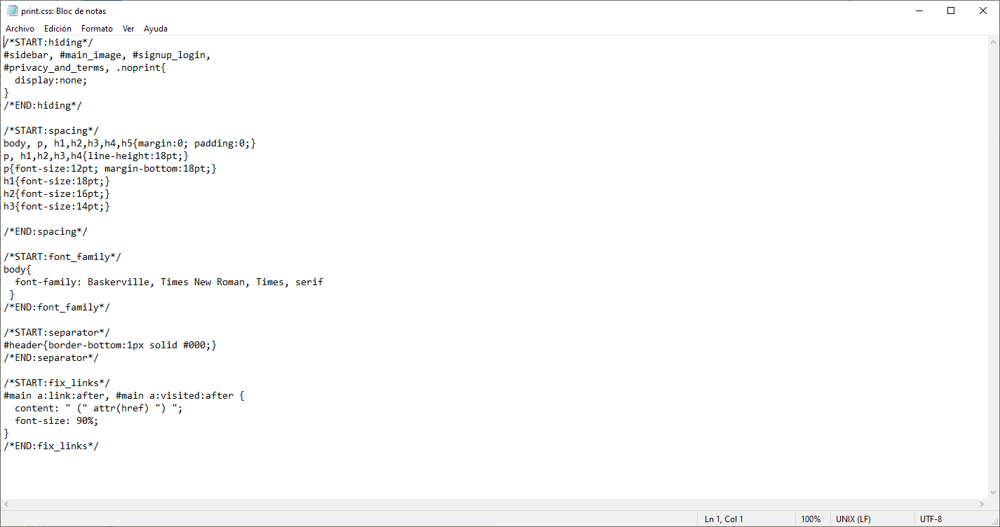 print.css: Bloc de notas
Archivo Edición Formato Ver Ayuda
/*START:hiding*/
#sidebar, #main_image, #signup_login,
#privacy_and_terms, .noprint{
  display:none;
}
/*END:hiding*/

/*START:spacing*/
body, p, h1,h2,h3,h4,h5{margin:0; padding:0;}
p, h1,h2,h3,h4{line-height:18pt;}
p{font-size:12pt; margin-bottom:18pt;}
h1{font-size:18pt;}
h2{font-size:16pt;}
h3{font-size:14pt;}

/*END:spacing*/

/*START:font_family*/
body{
  font-family: Baskerville, Times New Roman, Times, serif
 }
/*END:font_family*/

/*START:separator*/
#header{border-bottom:1px solid #000;}
/*END:separator*/

/*START:fix_links*/
#main a:link:after, #main a:visited:after {
  content: " (" attr(href) ") ";
  font-size: 90%;
}
/*END:fix_links*/
Ln 1, Col 1 100% UNIX (LF) UTF-8